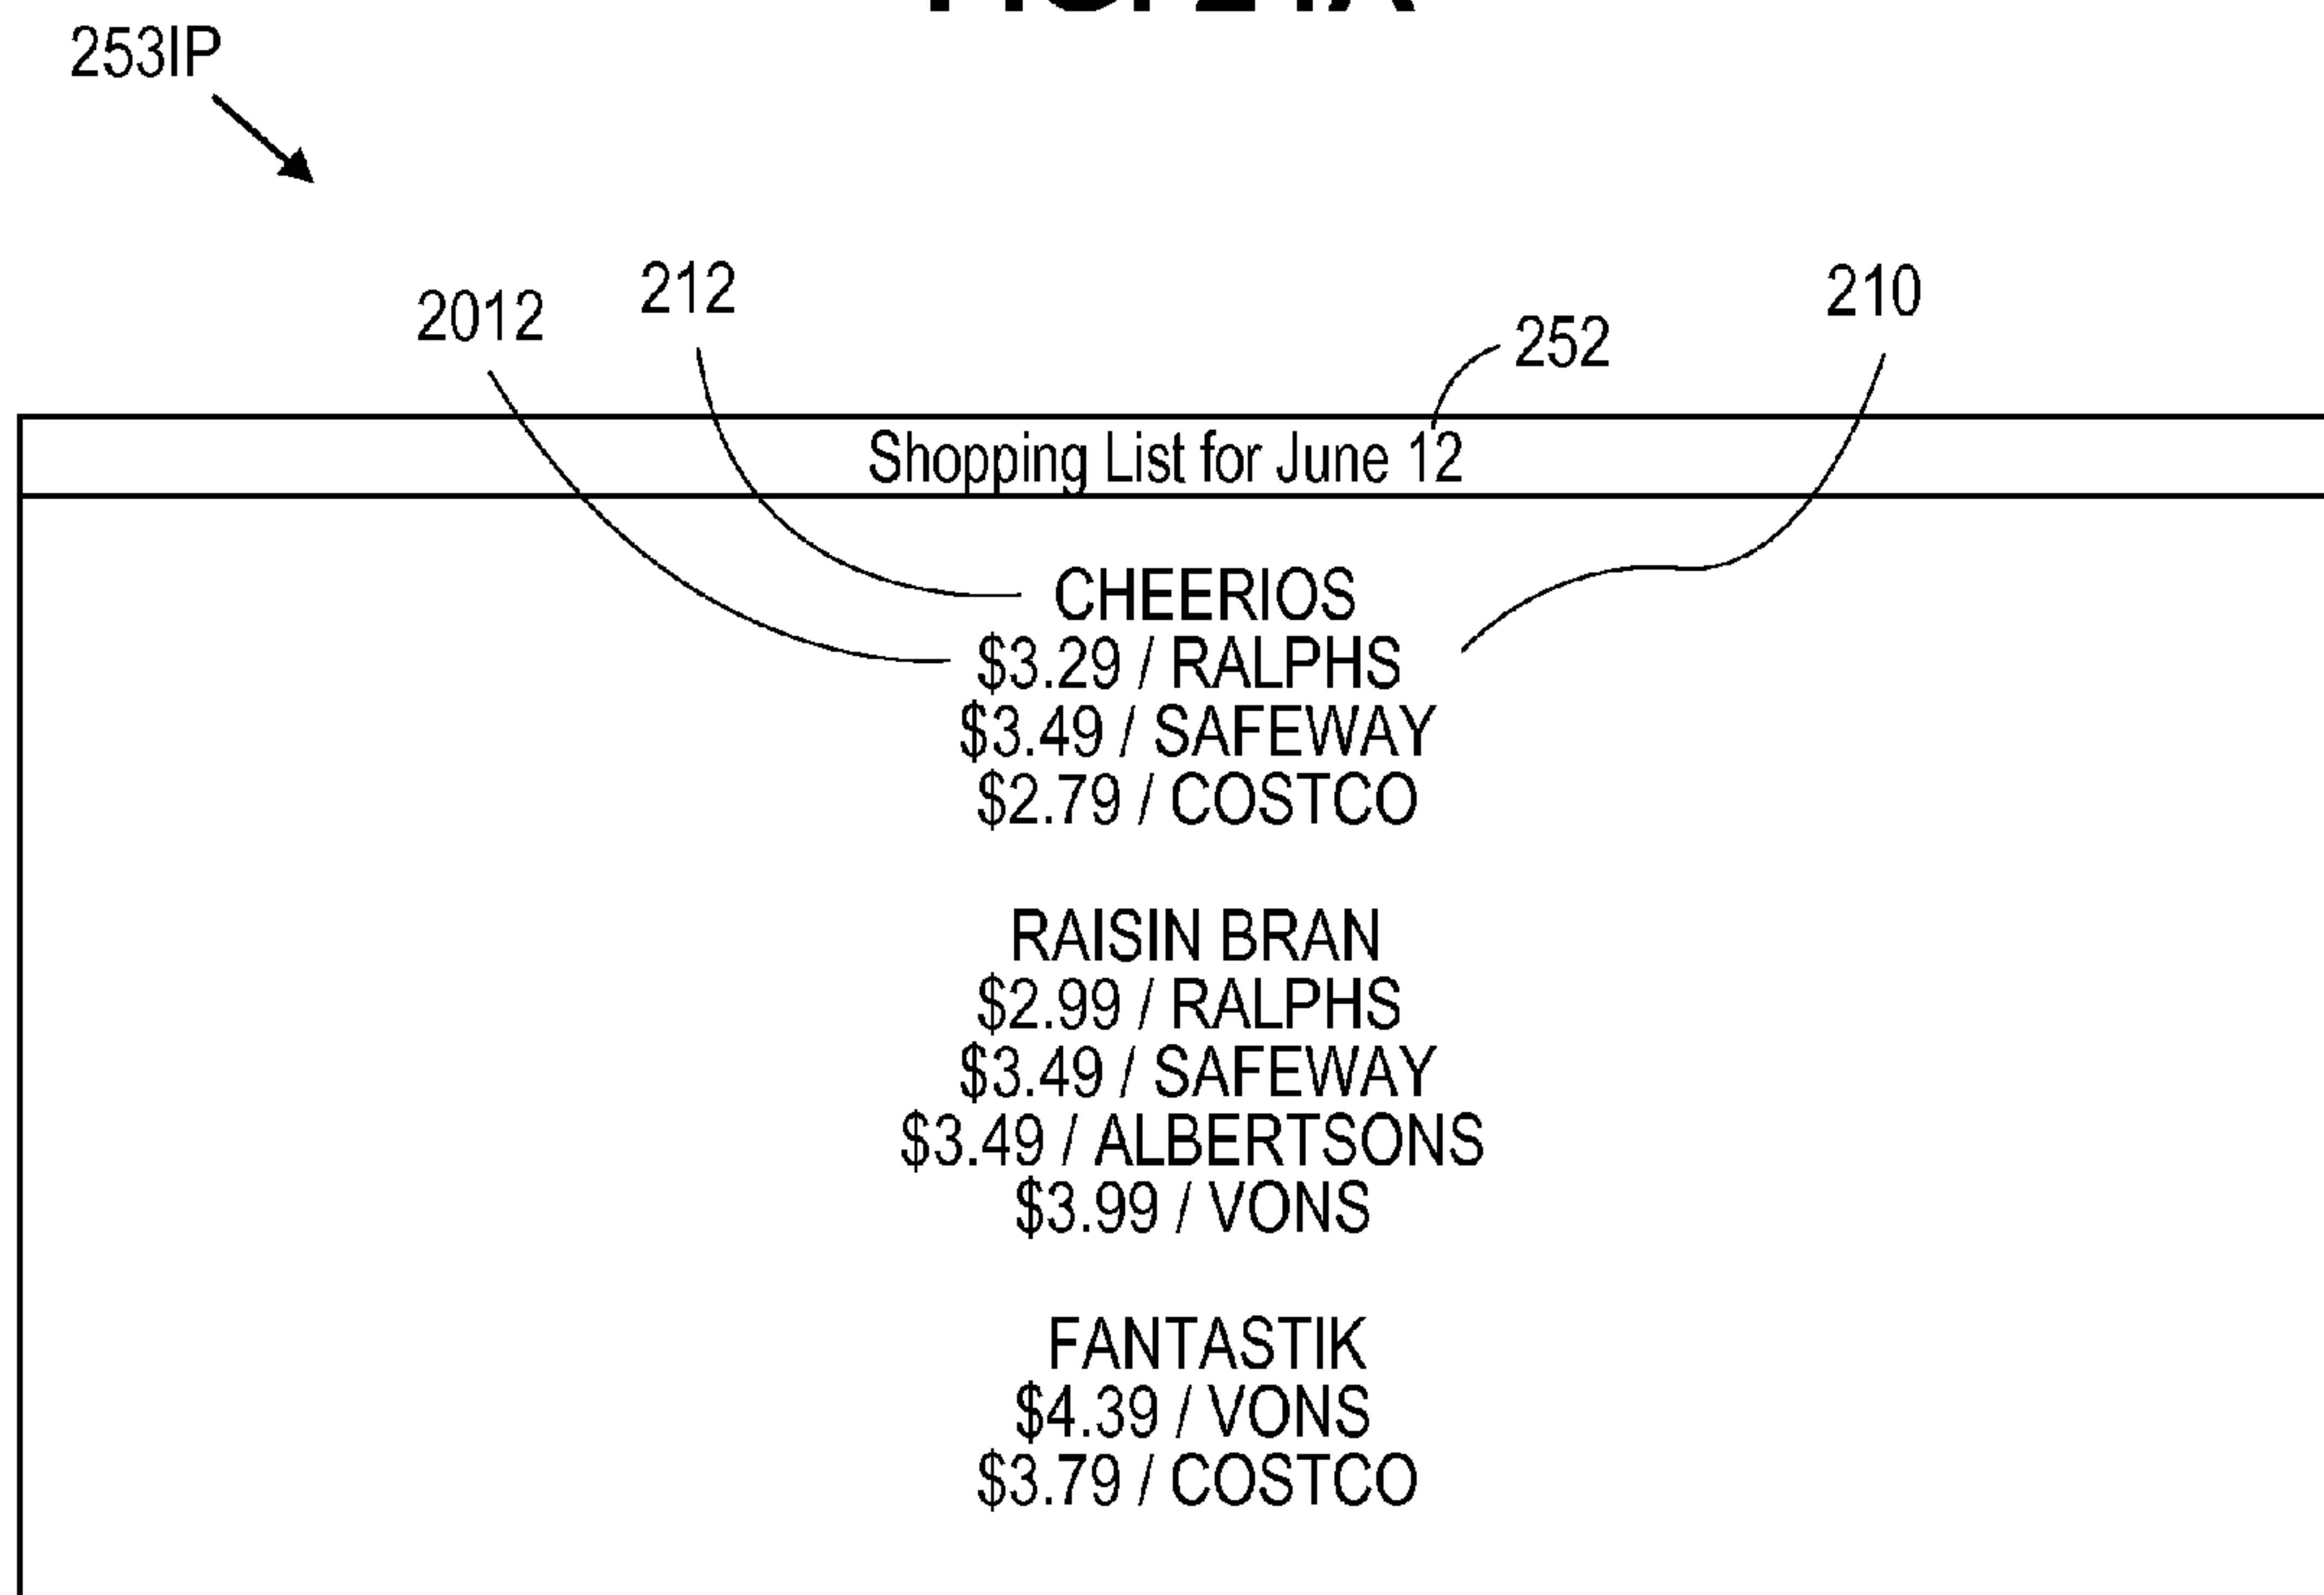 253IP
212
2012
210
252
Shopping List for June 12
CHEERIOS
$3.29 / RALPHS
$3.49 / SAFEWAY
$2.79 / COSTCO
RAISIN BRAN
$2.99 / RALPHS
$3.49 / SAFEWAY
$3.49 / ALBERTSONS
$3.99 / VONS
FANTASTIK
$4.39 / VONS
$3.79 / COSTCO